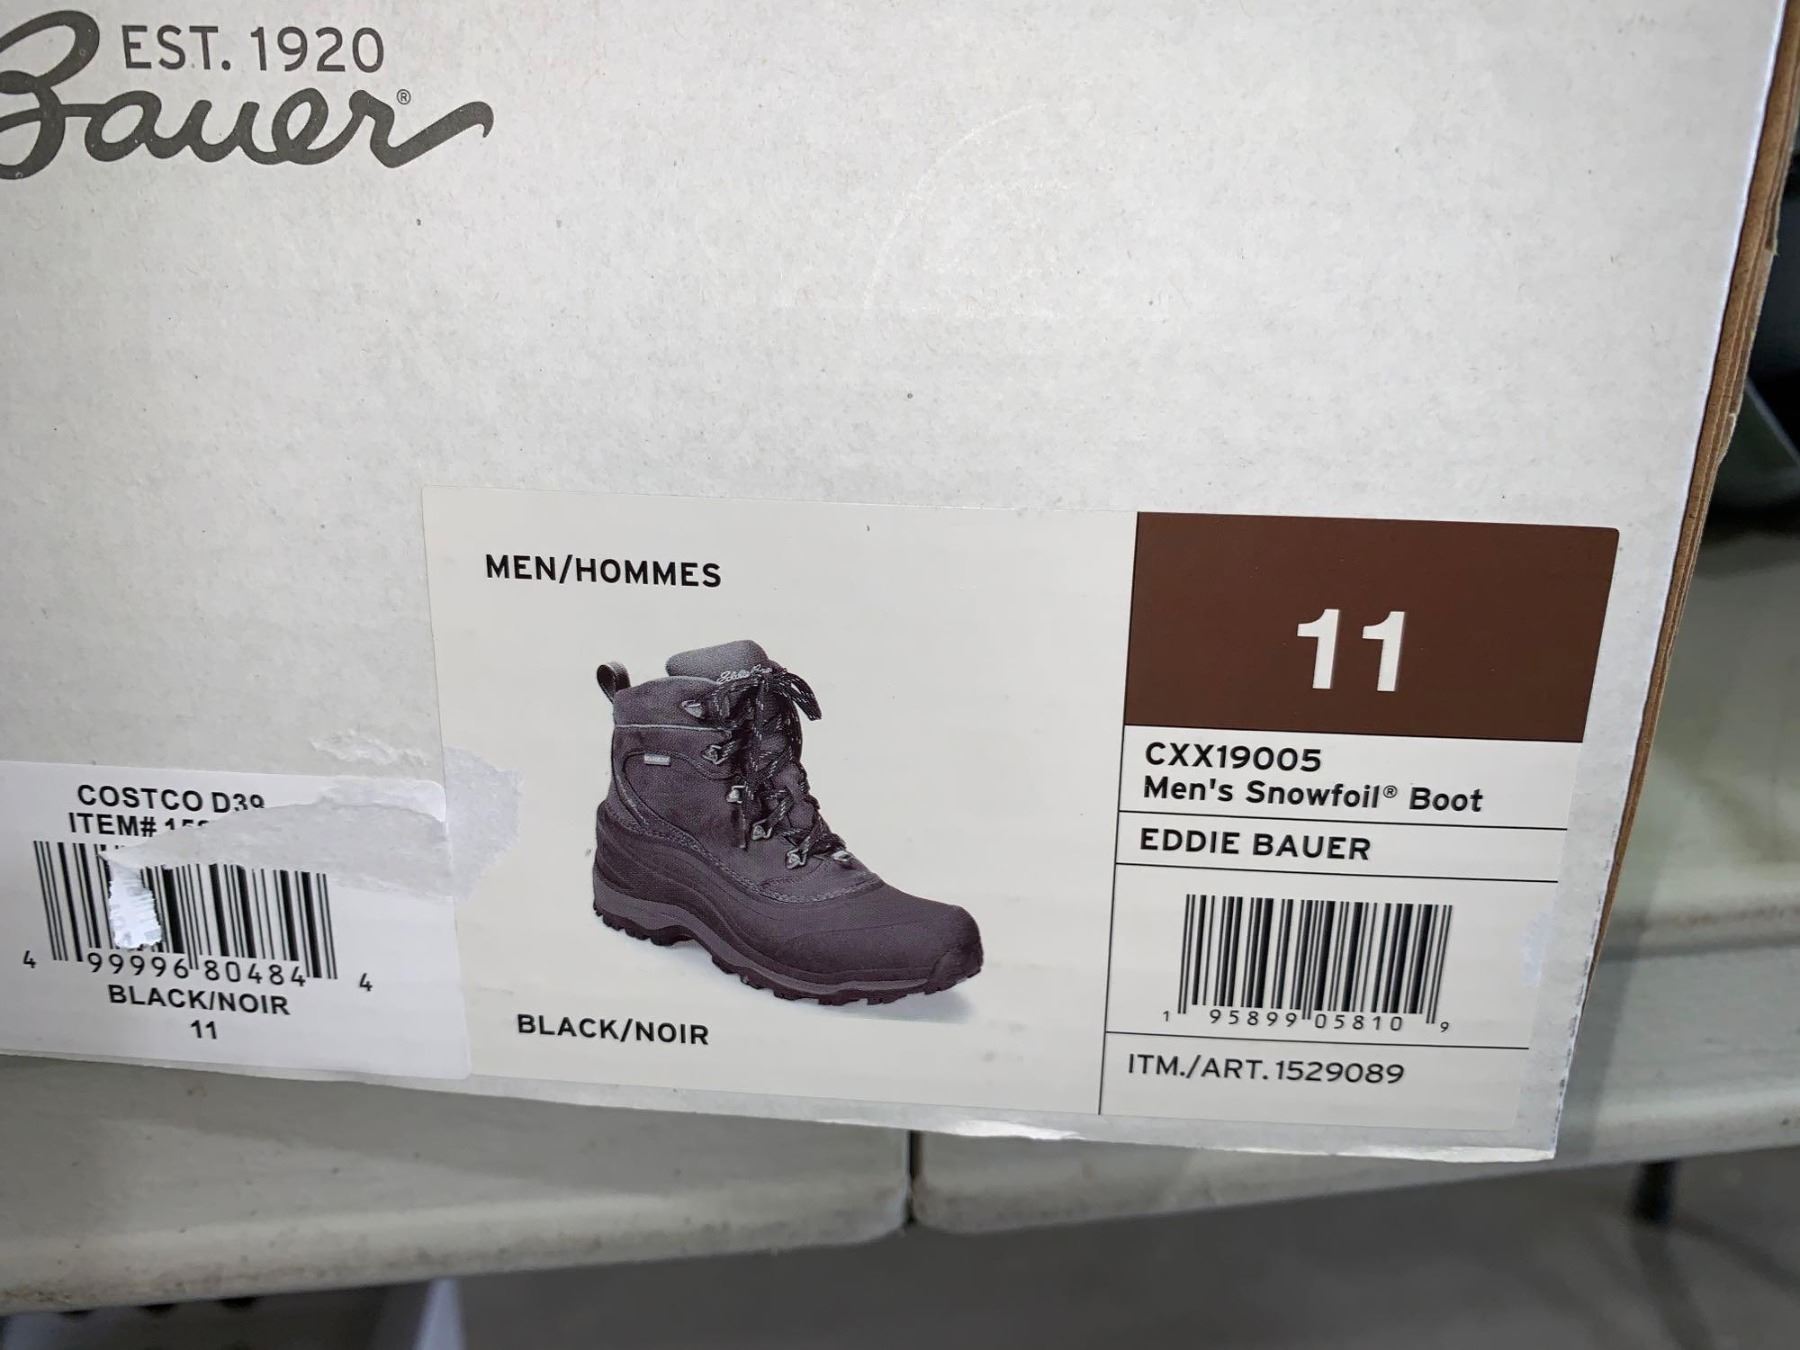 EST. 1920
Bauer®
MEN/HOMMES
11
CXX19005
Men's Snowfoil® Boot
EDDIE BAUER
1 95899 05810 9
ITM./ART. 1529089
BLACK/NOIR
COSTCO D39
ITEM#
4 99996 80484 4
BLACK/NOIR
11